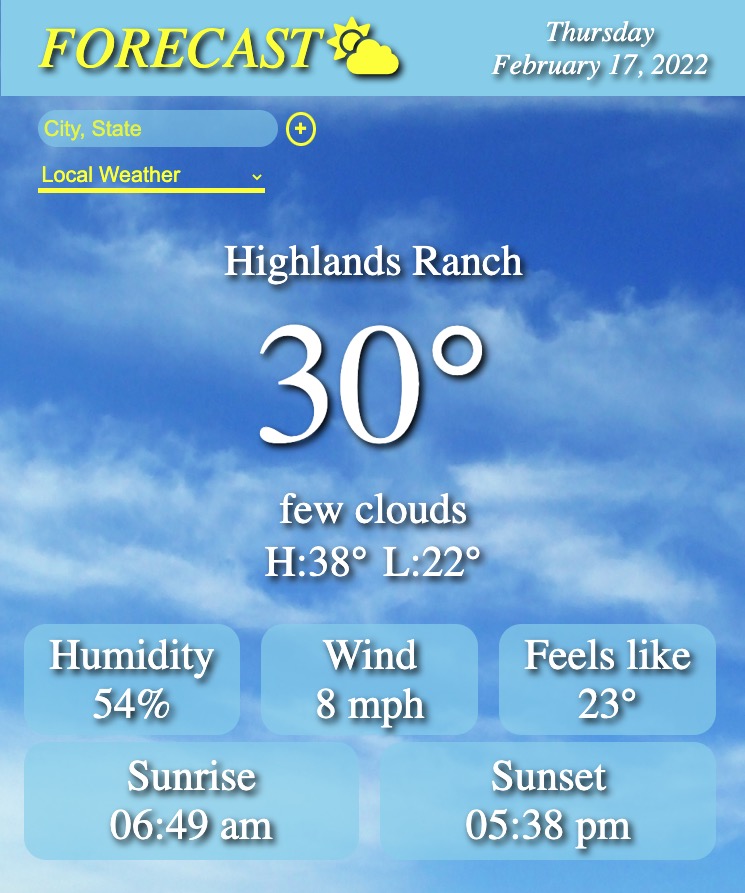 FORECAST
Thursday
February 17, 2022
City, State
Local Weather
Highlands Ranch
30°
few clouds
H:38° L:22°
Humidity
54%
Wind
8 mph
Feels like
23°
Sunrise
06:49 am
Sunset
05:38 pm